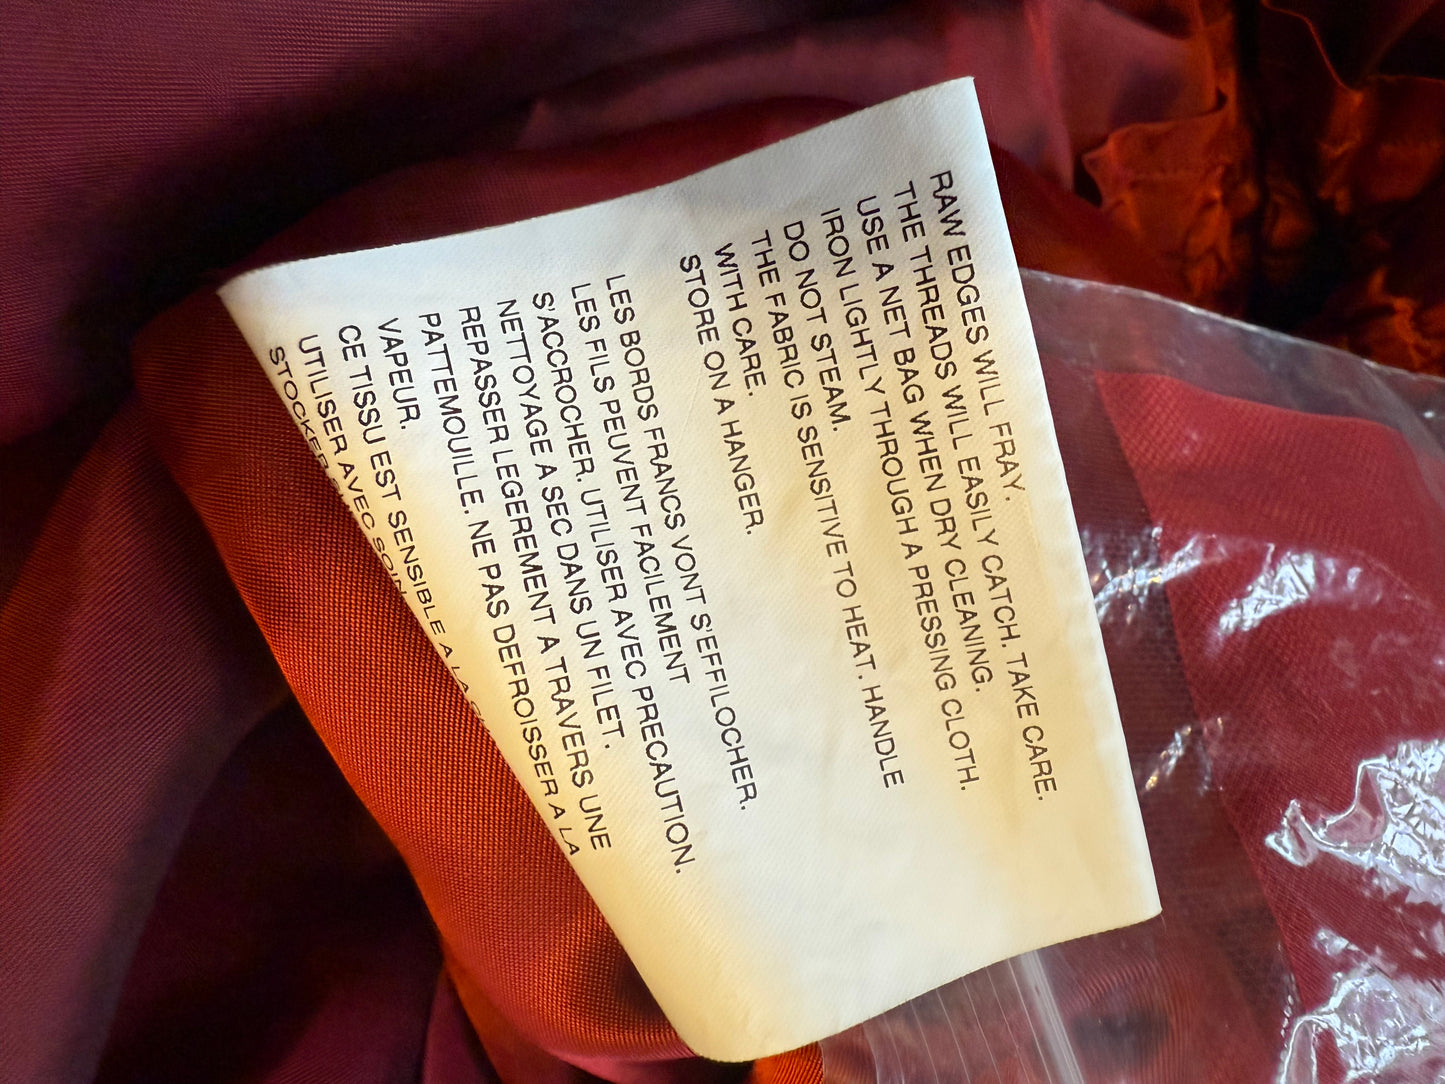 RAW EDGES WILL FRAY.
THE THREADS WILL EASILY CATCH. TAKE CARE.
USE A NET BAG WHEN DRY CLEANING.
IRON LIGHTLY THROUGH A PRESSING CLOTH.
DO NOT STEAM.
THE FABRIC IS SENSITIVE TO HEAT. HANDLE
WITH CARE.
STORE ON A HANGER.
LES BORDS FRANCS VONT S'EFFILOCHER.
LES FILS PEUVENT FACILEMENT
S'ACCROCHER. UTILISER AVEC PRECAUTION.
NETTOYAGE A SEC DANS UN FILET.
REPASSER LEGEREMENT A TRAVERS UNE
PATTEMOUILLE. NE PAS DEFROISSER A LA
VAPEUR.
CE TISSU EST SENSIBLE A LA
UTILISER AVEC SOIN
STOCKER